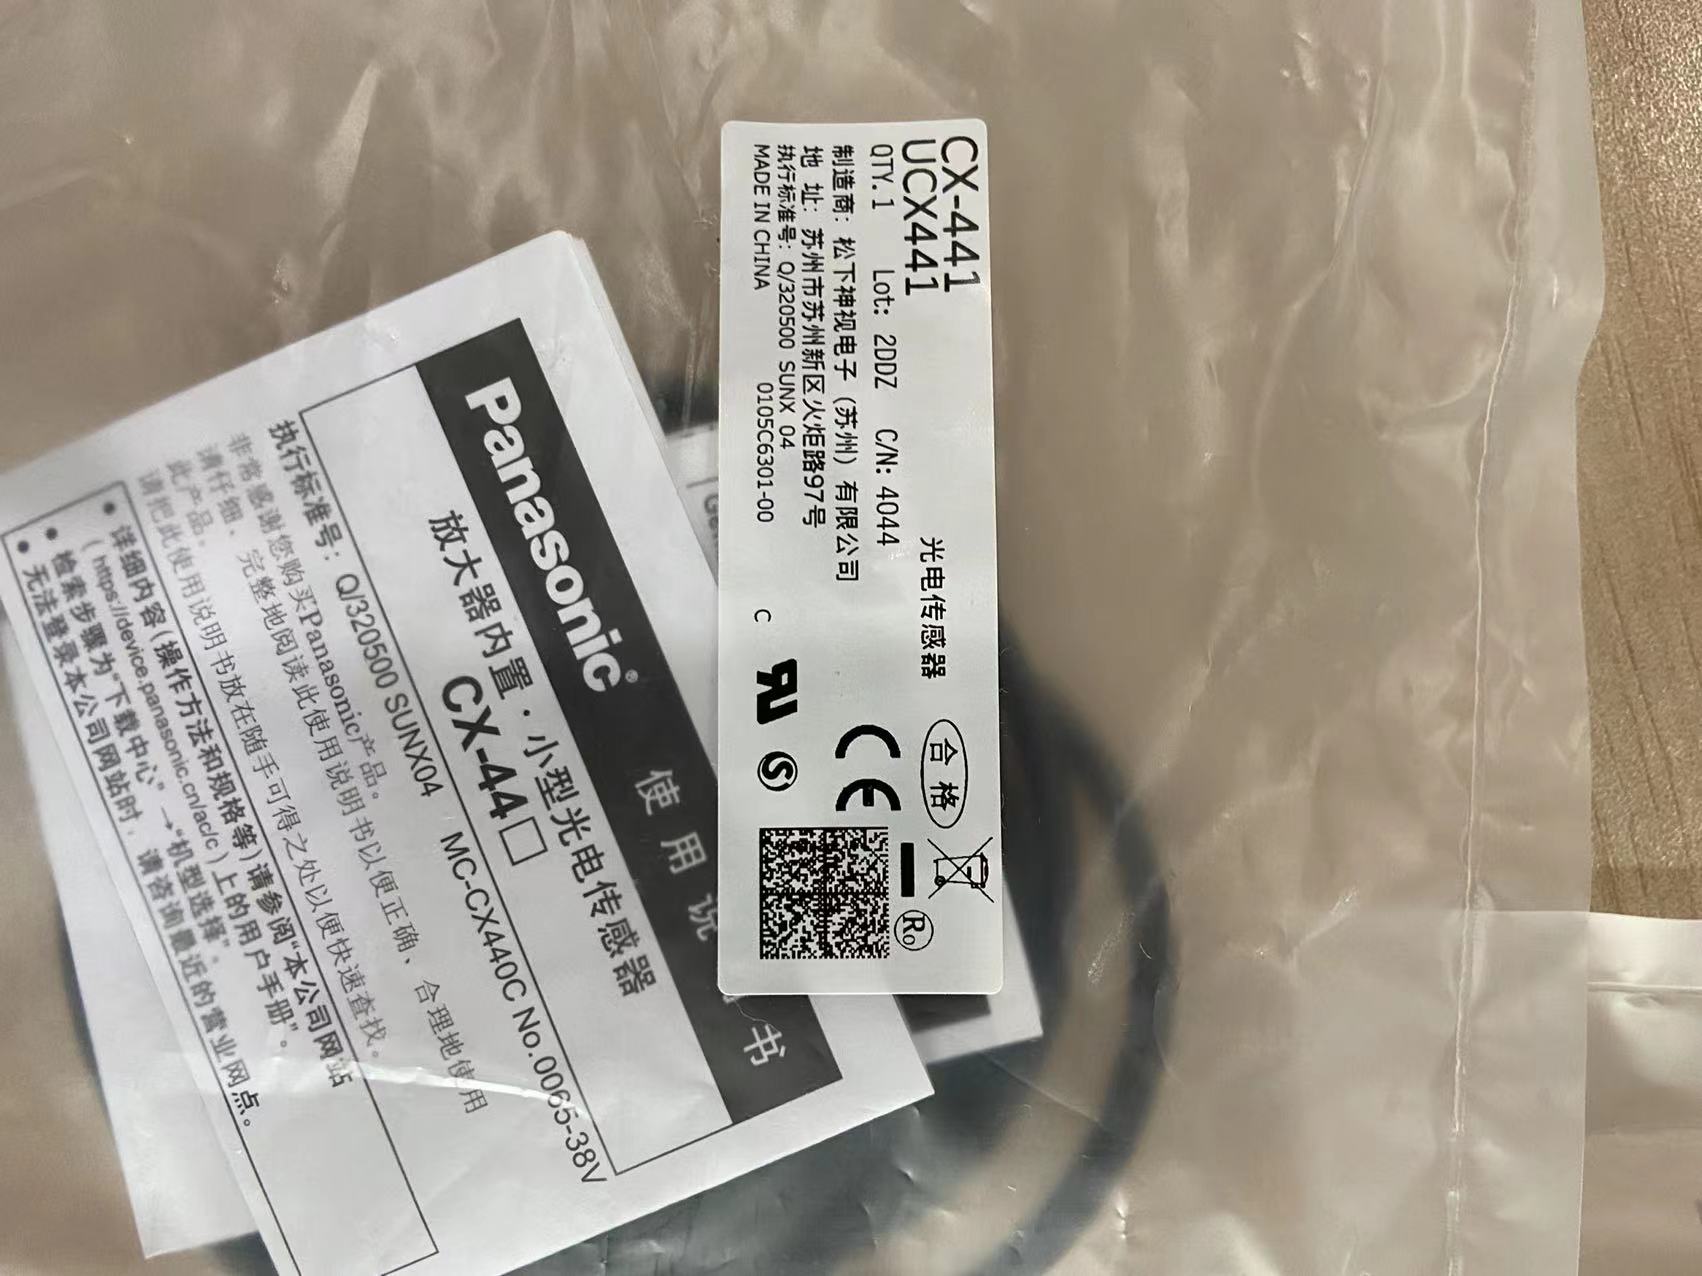 CX-441
UCX441
光电传感器
合格
QTY.1 Lot: 2DDZ C/N: 4044
制造商: 松下神视电子 (苏州) 有限公司
地 址: 苏州市苏州新区火炬路97号
执行标准号: Q/320500 SUNX 04
MADE IN CHINA 0105C6301-00 C
CE
R
Panasonic® 使用说 书
放大器内置・小型光电传感器
CX-44□
执行标准号: Q/320500 SUNX04 MC-CX440C No.0065-38V
非常感谢您购买Panasonic产品。
请仔细、完整地阅读此使用说明书以便正确、合理地使用
此产品。
请把此使用说明书放在随手可得之处以便快速查找。
● 详细内容(操作方法和规格等)请参阅“本公司网站
(https://device.panasonic.cn/ac/c)上的用户手册”。
● 检索步骤为“下载中心” →“机型选择”。
● 无法登录本公司网站时，请咨询最近的营业网点。